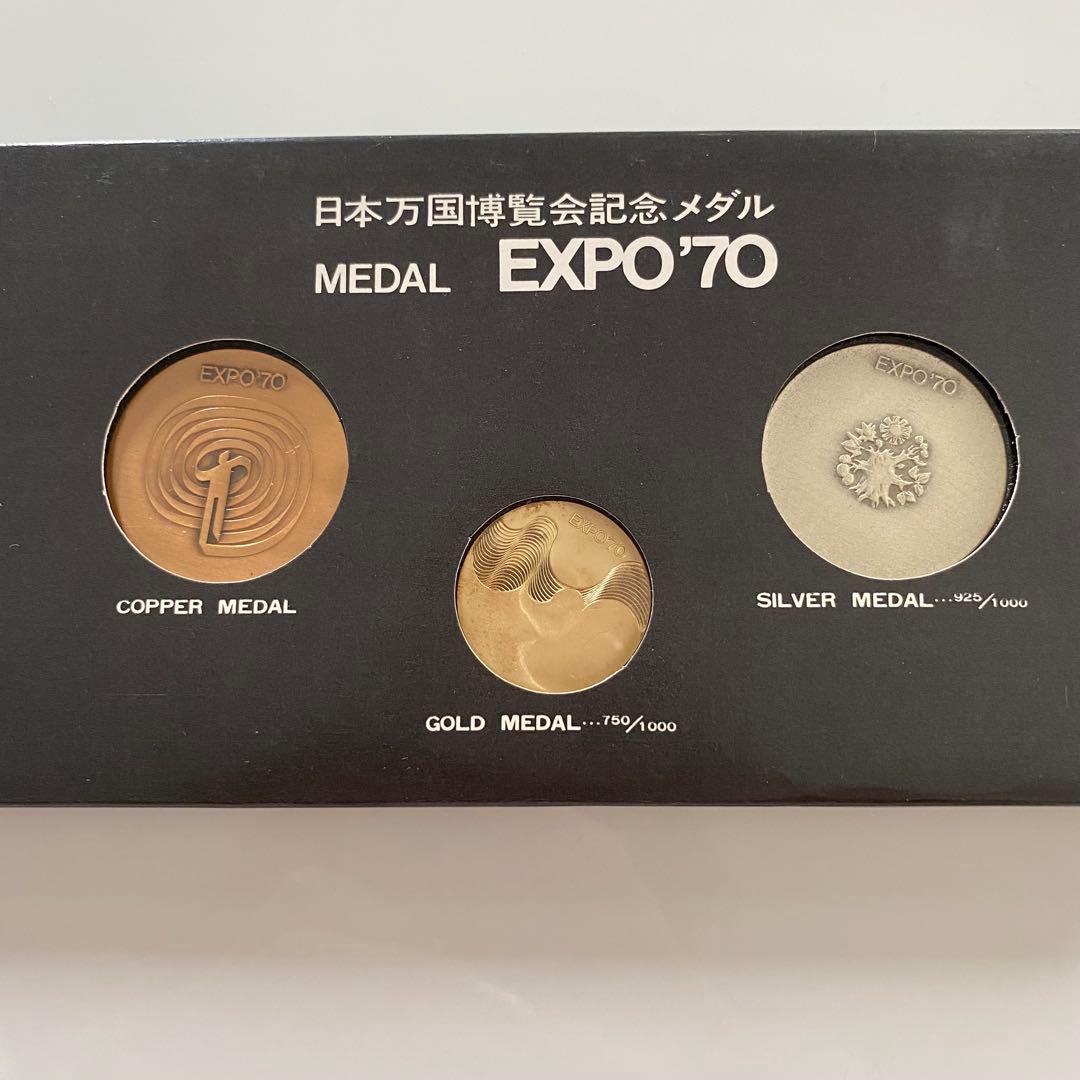 日本万国博覧会記念メダル
MEDAL EXPO'70
EXPO'70
EXPO'70
EXPO'70
COPPER MEDAL
SILVER MEDAL...925/1000
GOLD MEDAL...750/1000